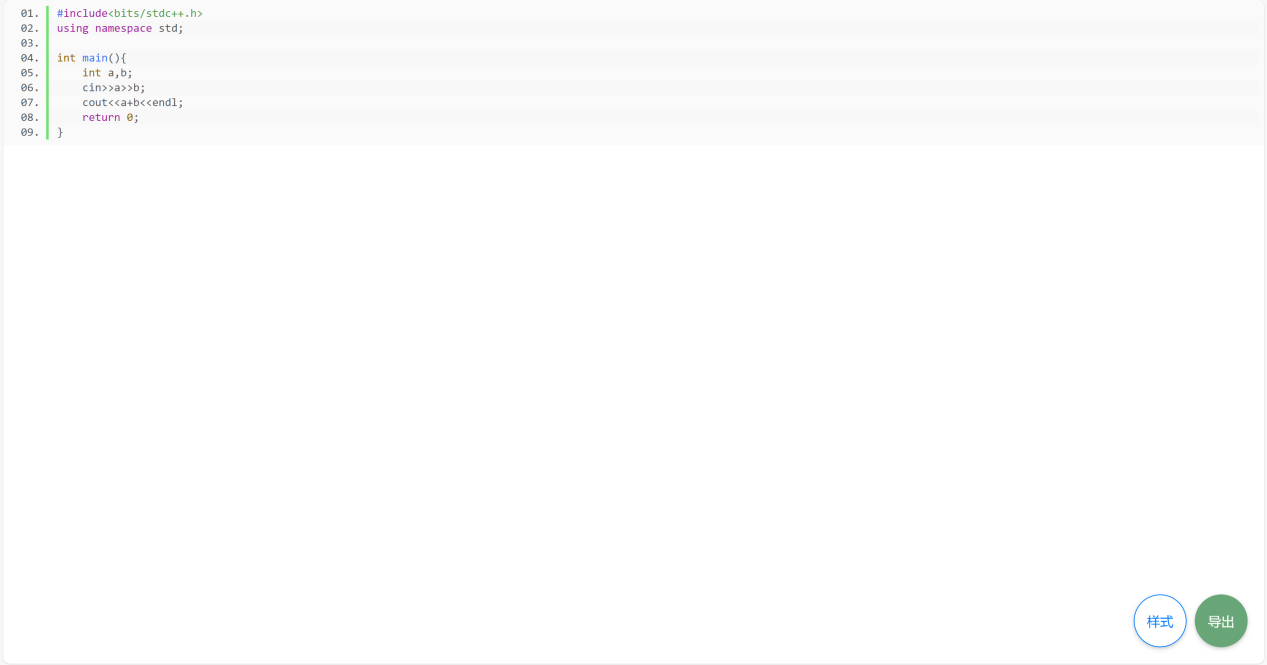 01. #include<bits/stdc++.h>
02. using namespace std;
03.
04. int main(){
05.     int a,b;
06.     cin>>a>>b;
07.     cout<<a+b<<endl;
08.     return 0;
09. }
样式 导出